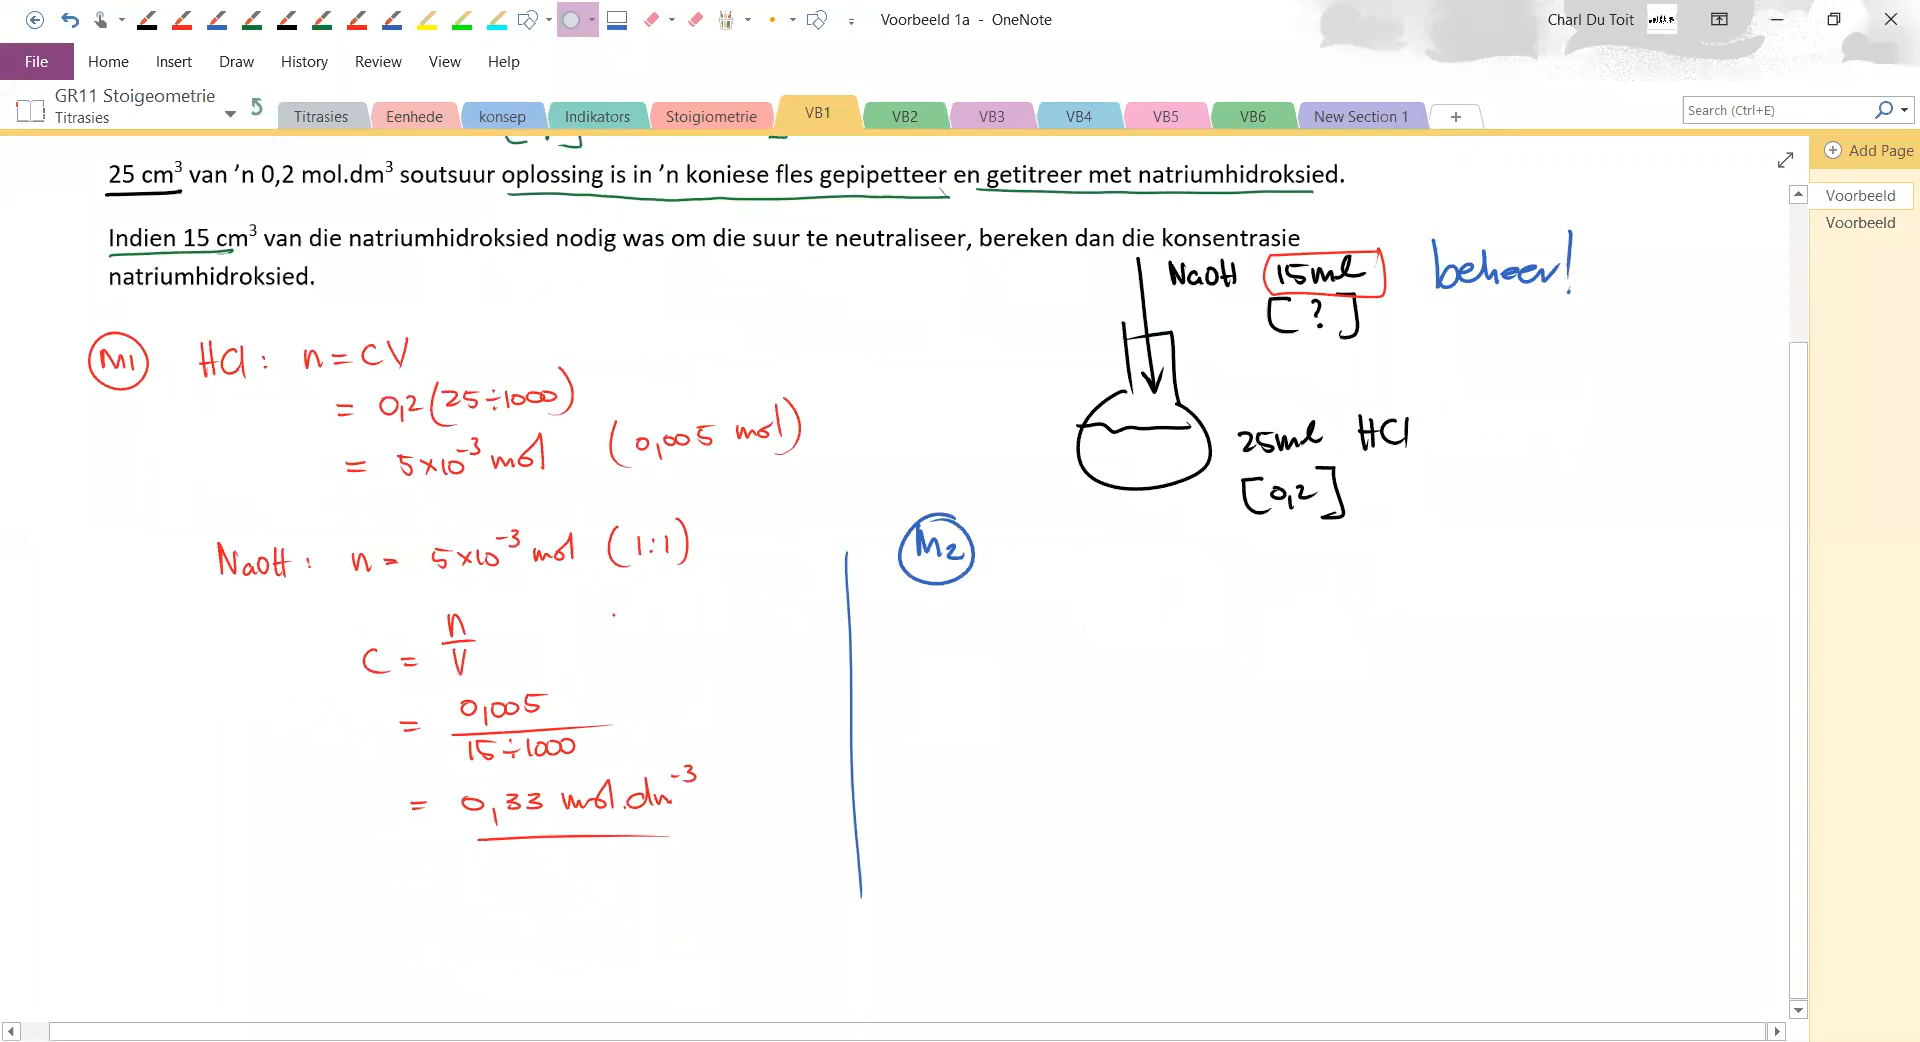 Voorbeeld 1a - OneNote
Charl Du Toit
File Home Insert Draw History Review View Help
GR11 Stoigeometrie
Titrasies
Titrasies Eenhede konsep Indikators Stoigiometrie VB1 VB2 VB3 VB4 VB5 VB6 New Section 1 +
Search (Ctrl+E)
Add Page
Voorbeeld
Voorbeeld
25 cm³ van 'n 0,2 mol.dm³ soutsuur oplossing is in 'n koniese fles gepipetteer en getitreer met natriumhidroksied.
Indien 15 cm³ van die natriumhidroksied nodig was om die suur te neutraliseer, bereken dan die konsentrasie
natriumhidroksied.
NaOH 15ml
[?]
beheer!
25ml HCl
[0,2]
M1 HCl: n = CV
= 0,2(25÷1000)
= 5×10⁻³ mol (0,005 mol)
NaOH: n = 5×10⁻³ mol (1:1)
C = n/V
= 0,005
15÷1000
= 0,33 mol.dm⁻³
M2